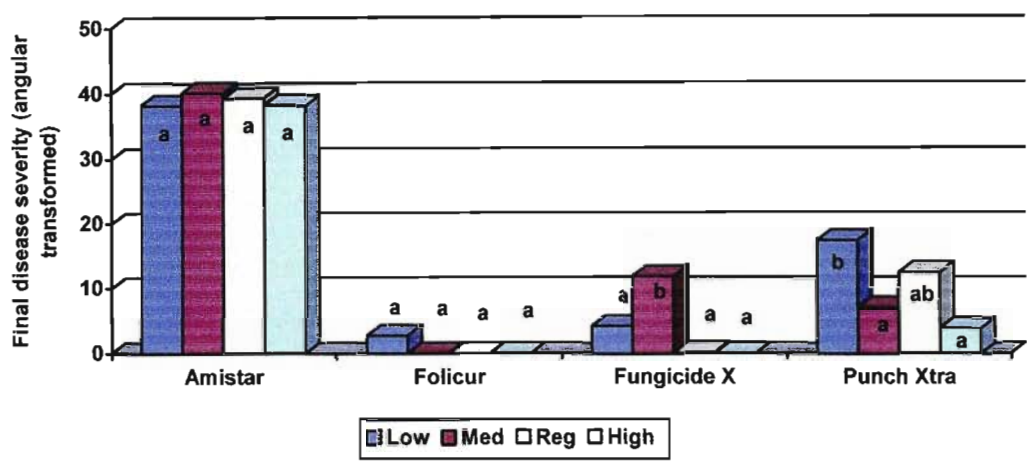 Final disease severity (angular
transformed)
50
40
30
20
10
0
a a a a
a a a a
a b a a
b a ab a
Amistar Folicur Fungicide X Punch Xtra
Low Med Reg High